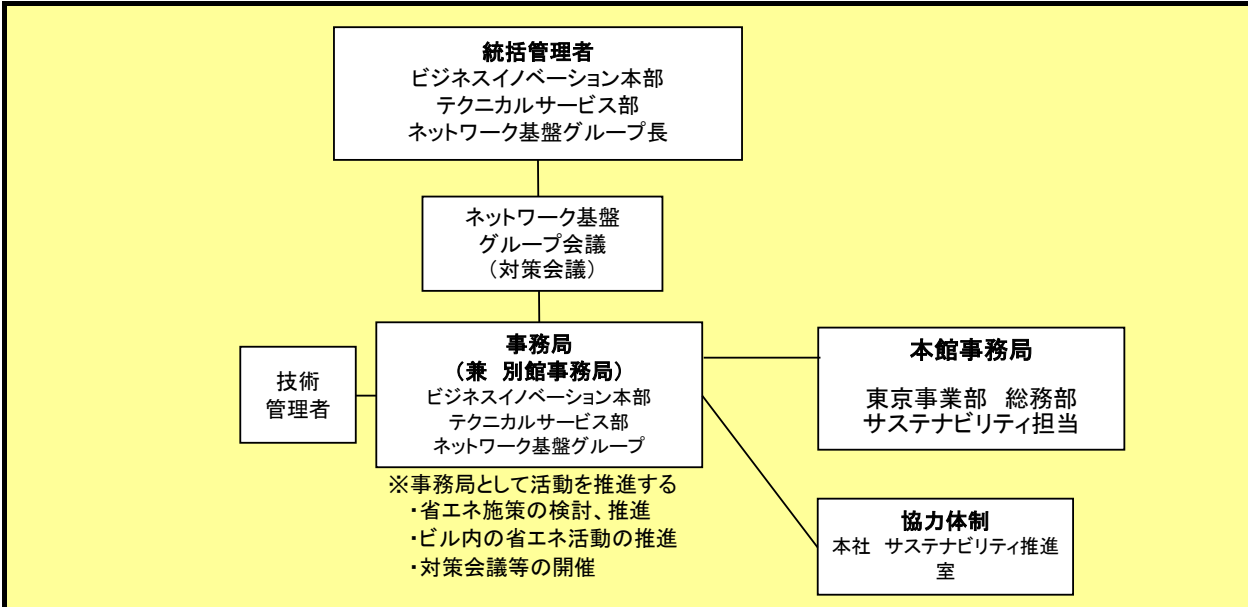 統括管理者
ビジネスイノベーション本部
テクニカルサービス部
ネットワーク基盤グループ長
ネットワーク基盤
グループ会議
(対策会議)
技術
管理者
事務局
(兼 別館事務局)
ビジネスイノベーション本部
テクニカルサービス部
ネットワーク基盤グループ
※事務局として活動を推進する
・省エネ施策の検討、推進
・ビル内の省エネ活動の推進
・対策会議等の開催
本館事務局
東京事業部 総務部
サステナビリティ担当
協力体制
本社 サステナビリティ推進
室